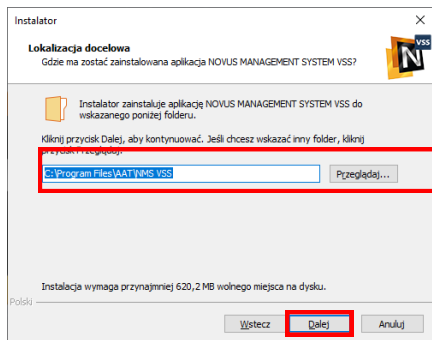 Instalator
Lokalizacja docelowa
Gdzie ma zostać zainstalowana aplikacja NOVUS MANAGEMENT SYSTEM VSS?
VSS
N
Instalator zainstaluje aplikację NOVUS MANAGEMENT SYSTEM VSS do
wskazanego poniżej folderu.
Kliknij przycisk Dalej, aby kontynuować. Jeśli chcesz wskazać inny folder, kliknij
przycisk Przeglądaj.
C:\Program Files\AAT\NMS VSS
Przeglądaj...
Instalacja wymaga przynajmniej 620,2 MB wolnego miejsca na dysku.
Polski
Wstecz
Dalej
Anuluj